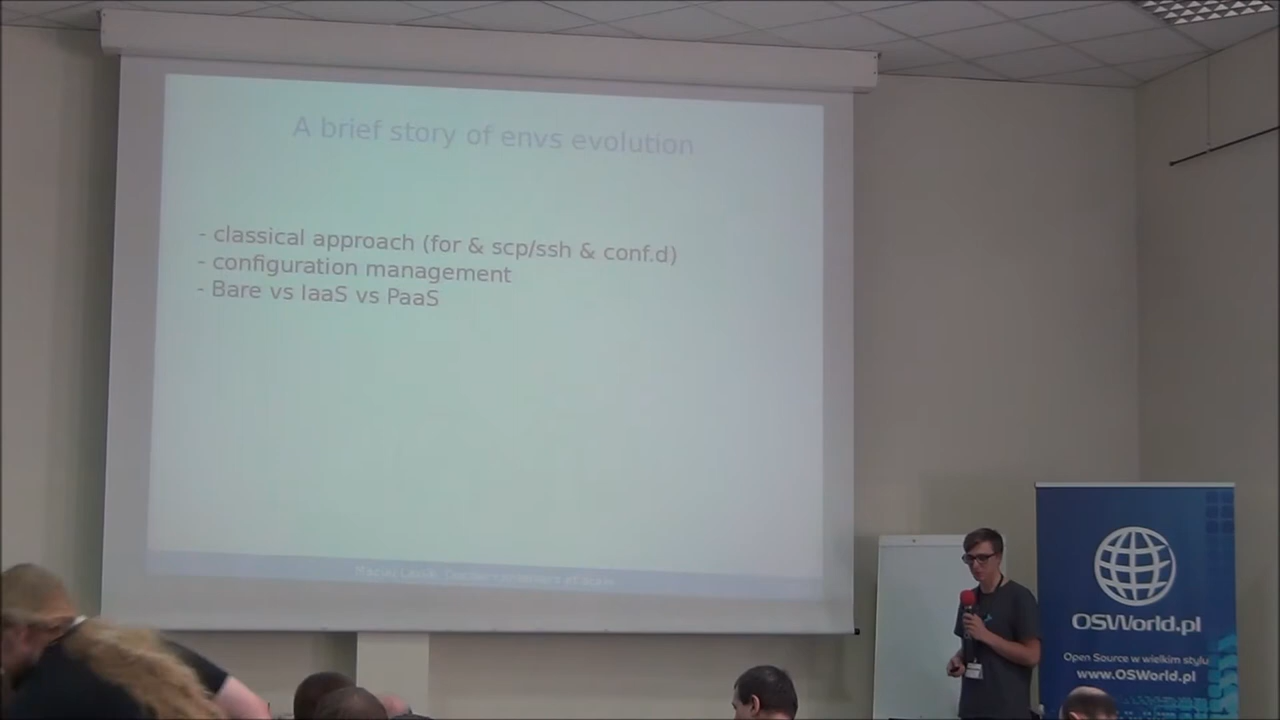 A brief story of envs evolution
- classical approach (for & scp/ssh & conf.d)
- configuration management
- Bare vs IaaS vs PaaS
OSWorld.pl
Open Source w wielkim stylu
www.OSWorld.pl